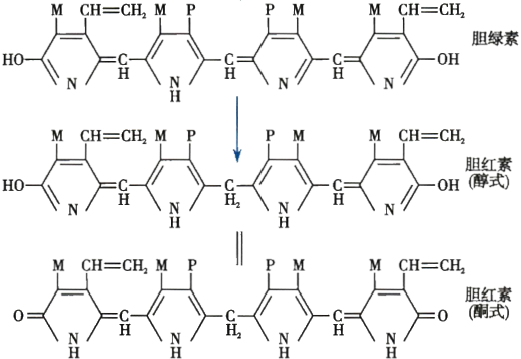 M CH=CH₂ M P P M M CH=CH₂ 胆绿素
HO C H C H C H OH
N N H N N
M CH=CH₂ M P P M M CH=CH₂ 胆红素
(醇式)
HO C H C H₂ C H OH
N N H N H N
M CH=CH₂ M P P M M CH=CH₂ 胆红素
(酮式)
O C H C H₂ C H O
N H N H N H N H